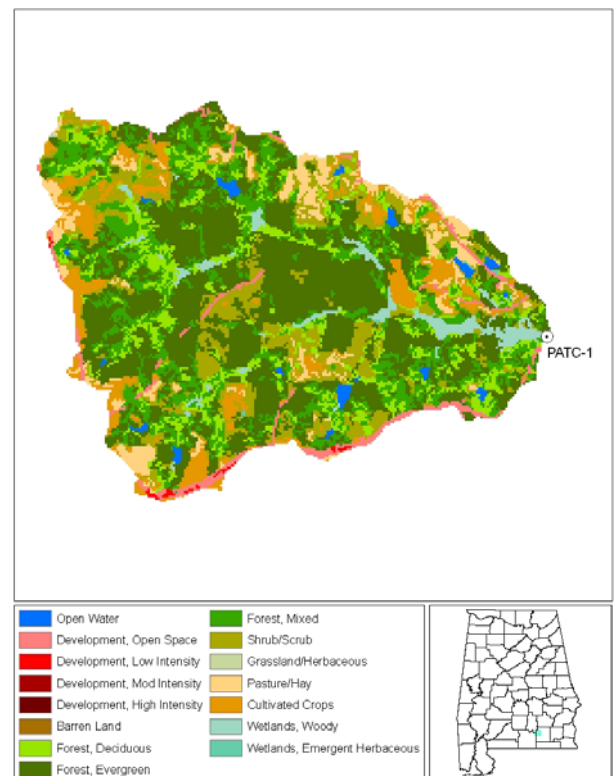 PATC-1
Open Water
Development, Open Space
Development, Low Intensity
Development, Mod Intensity
Development, High Intensity
Barren Land
Forest, Deciduous
Forest, Evergreen
Forest, Mixed
Shrub/Scrub
Grassland/Herbaceous
Pasture/Hay
Cultivated Crops
Wetlands, Woody
Wetlands, Emergent Herbaceous